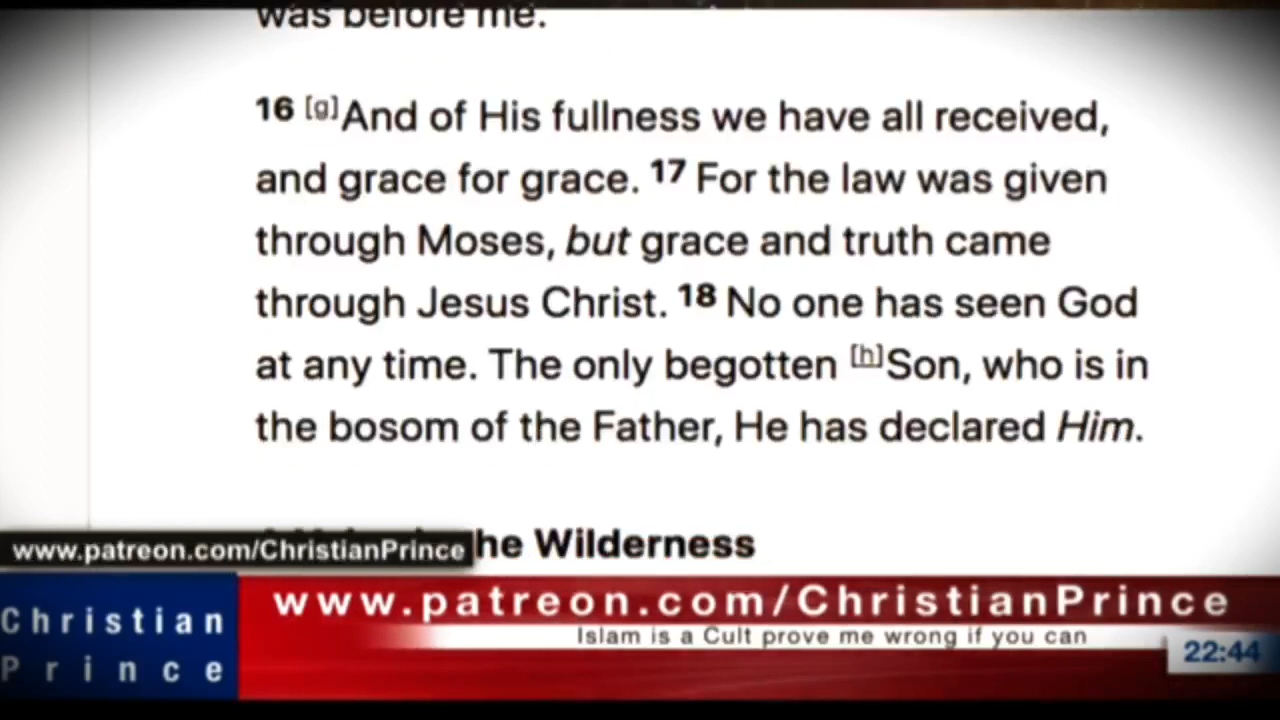 was before me.
16 [g]And of His fullness we have all received,
and grace for grace. 17 For the law was given
through Moses, but grace and truth came
through Jesus Christ. 18 No one has seen God
at any time. The only begotten [h]Son, who is in
the bosom of the Father, He has declared Him.
he Wilderness
www.patreon.com/ChristianPrince
www.patreon.com/ChristianPrince
Islam is a Cult prove me wrong if you can
Christian
Prince
22:44